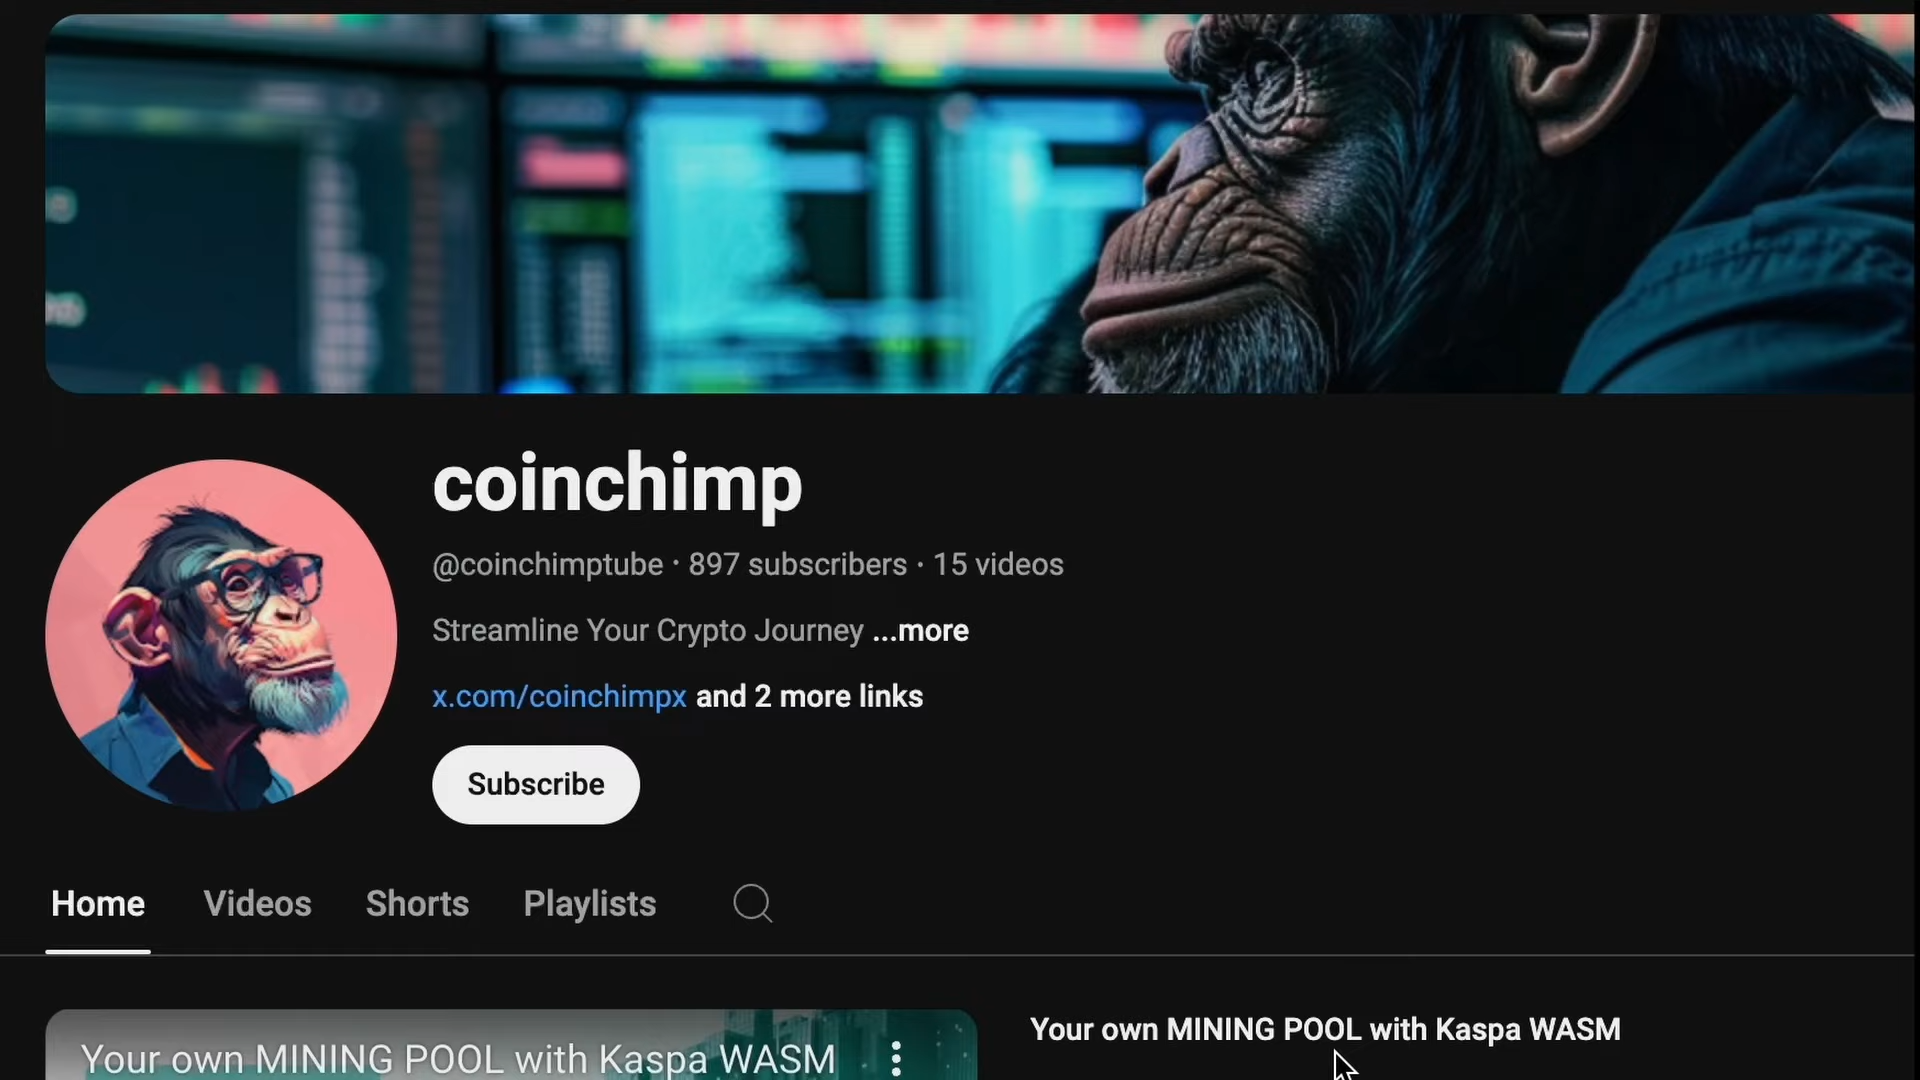 coinchimp
@coinchimptube · 897 subscribers · 15 videos
Streamline Your Crypto Journey ...more
x.com/coinchimpx and 2 more links
Subscribe
Home Videos Shorts Playlists
Your own MINING POOL with Kaspa WASM
Your own MINING POOL with Kaspa WASM